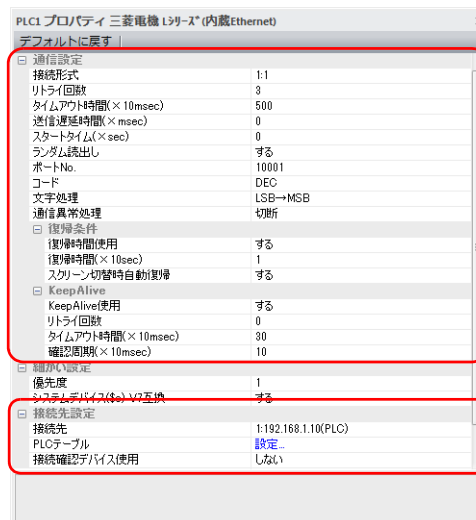 PLC1 プロパティ 三菱電機 Lｼﾘｰｽﾞ(内蔵Ethernet)
デフォルトに戻す
通信設定
接続形式 1:1
リトライ回数 3
タイムアウト時間(×10msec) 500
送信遅延時間(×msec) 0
スタートタイム(×sec) 0
ランダム読出し する
ポートNo. 10001
コード DEC
文字処理 LSB→MSB
通信異常処理 切断
復帰条件
復帰時間使用 する
復帰時間(×10sec) 1
スクリーン切替時自動復帰 する
KeepAlive
KeepAlive使用 する
リトライ回数 0
タイムアウト時間(×10msec) 30
確認周期(×10msec) 10
細かい設定
優先度 1
システムデバイス($s) V7互換 する
接続先設定
接続先 1:192.168.1.10(PLC)
PLCテーブル 設定...
接続確認デバイス使用 しない